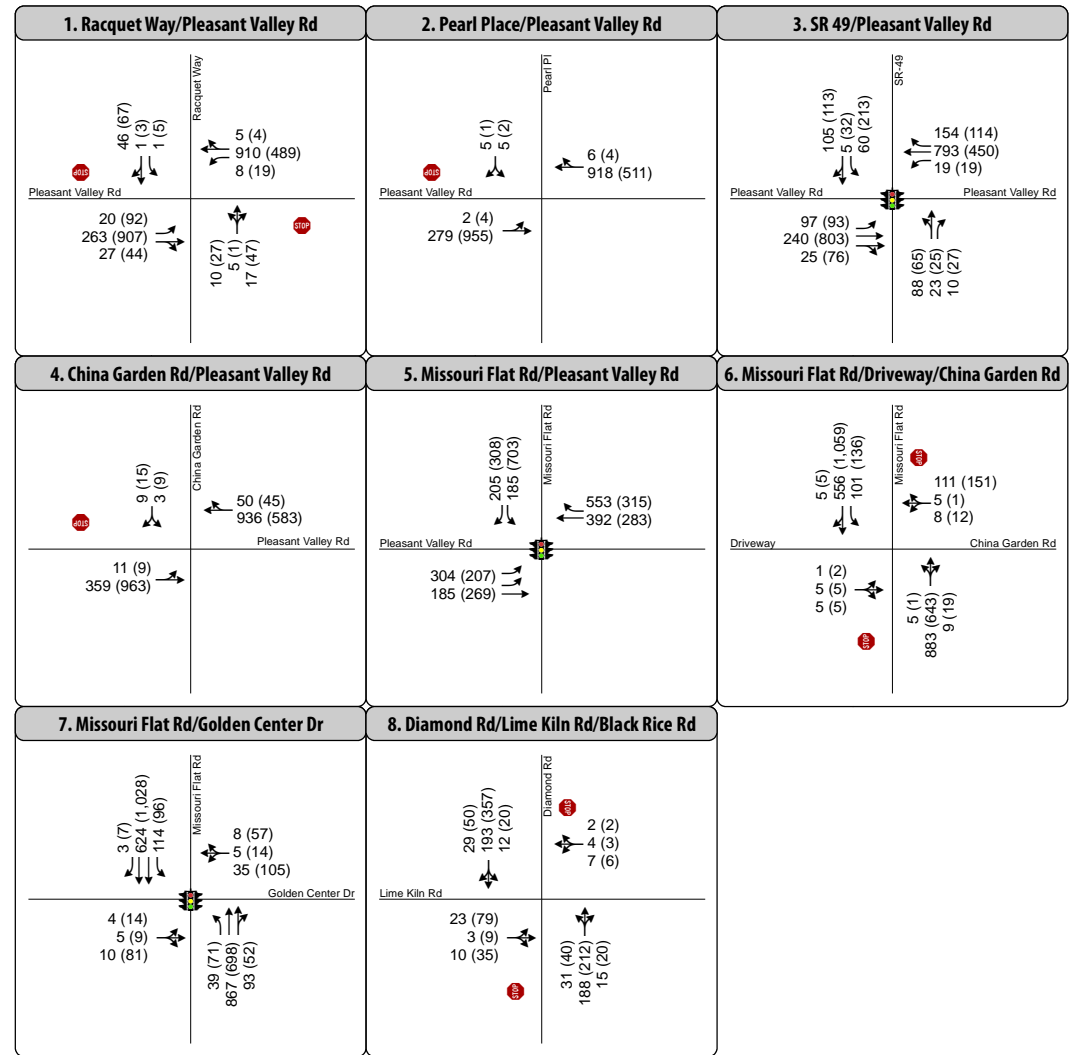 1. Racquet Way/Pleasant Valley Rd
Racquet Way
46 (67)
1 (3)
1 (5)
5 (4)
910 (489)
8 (19)
STOP
Pleasant Valley Rd
20 (92)
263 (907)
27 (44)
10 (27)
5 (1)
17 (47)
STOP
2. Pearl Place/Pleasant Valley Rd
Pearl Pl
5 (1)
5 (2)
6 (4)
918 (511)
STOP
Pleasant Valley Rd
2 (4)
279 (955)
3. SR 49/Pleasant Valley Rd
SR-49
105 (113)
5 (32)
60 (213)
154 (114)
793 (450)
19 (19)
Pleasant Valley Rd
Pleasant Valley Rd
97 (93)
240 (803)
25 (76)
88 (65)
23 (25)
10 (27)
4. China Garden Rd/Pleasant Valley Rd
China Garden Rd
9 (15)
3 (9)
50 (45)
936 (583)
STOP
Pleasant Valley Rd
11 (9)
359 (963)
5. Missouri Flat Rd/Pleasant Valley Rd
Missouri Flat Rd
205 (308)
185 (703)
553 (315)
392 (283)
Pleasant Valley Rd
304 (207)
185 (269)
6. Missouri Flat Rd/Driveway/China Garden Rd
Missouri Flat Rd
5 (5)
556 (1,059)
101 (136)
STOP
111 (151)
5 (1)
8 (12)
Driveway
China Garden Rd
1 (2)
5 (5)
5 (5)
STOP
5 (1)
883 (643)
9 (19)
7. Missouri Flat Rd/Golden Center Dr
Missouri Flat Rd
3 (7)
624 (1,028)
114 (96)
8 (57)
5 (14)
35 (105)
Golden Center Dr
4 (14)
5 (9)
10 (81)
39 (71)
867 (698)
93 (52)
8. Diamond Rd/Lime Kiln Rd/Black Rice Rd
Diamond Rd
29 (50)
193 (357)
12 (20)
STOP
2 (2)
4 (3)
7 (6)
Lime Kiln Rd
23 (79)
3 (9)
10 (35)
STOP
31 (40)
188 (212)
15 (20)